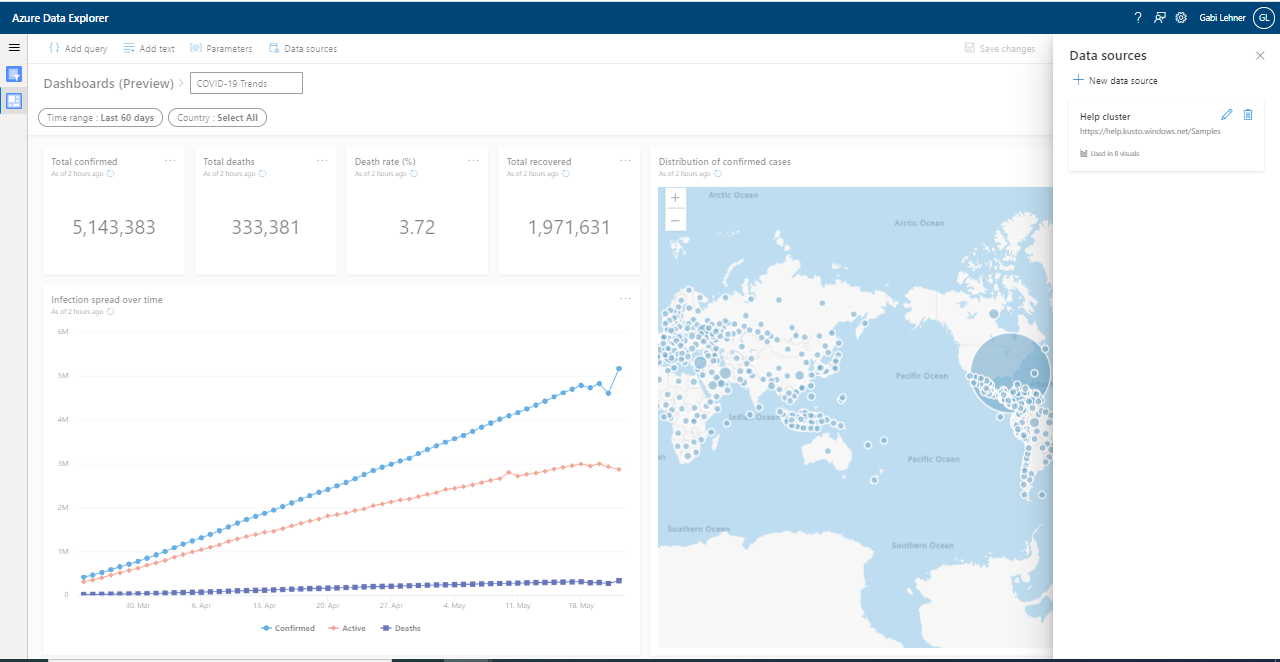 Azure Data Explorer
? Gabi Lehner GL
Add query Add text Parameters Data sources Save changes
Dashboards (Preview) COVID-19 Trends
Time range : Last 60 days Country : Select All
Total confirmed
As of 2 hours ago
5,143,383
Total deaths
As of 2 hours ago
333,381
Death rate (%)
As of 2 hours ago
3.72
Total recovered
As of 2 hours ago
1,971,631
Infection spread over time
As of 2 hours ago
6M
5M
4M
3M
2M
1M
0
30. Mar 6. Apr 13. Apr 20. Apr 27. Apr 4. May 11. May 18. May
Confirmed Active Deaths
Distribution of confirmed cases
As of 2 hours ago
+
−
Arctic Ocean
Arctic Ocean
Pacific Ocean
Indian Ocean
Pacific Ocean
Southern Ocean
Southern Ocean
Data sources
New data source
Help cluster
https://help.kusto.windows.net/Samples
Used in 8 visuals